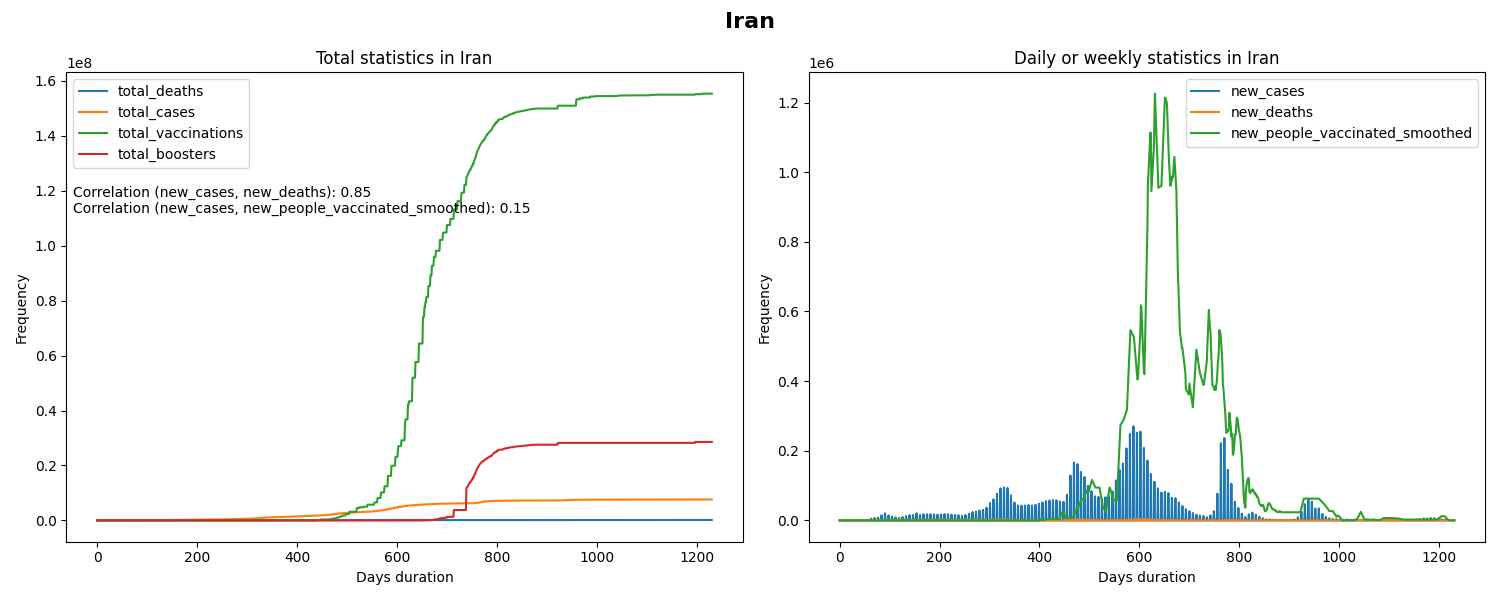 Iran
Total statistics in Iran
1e8
1.6
1.4
1.2
1.0
0.8
0.6
0.4
0.2
0.0
Frequency
total_deaths
total_cases
total_vaccinations
total_boosters
Correlation (new_cases, new_deaths): 0.85
Correlation (new_cases, new_people_vaccinated_smoothed): 0.15
0 200 400 600 800 1000 1200
Days duration
Daily or weekly statistics in Iran
1e6
1.2
1.0
0.8
0.6
0.4
0.2
0.0
Frequency
new_cases
new_deaths
new_people_vaccinated_smoothed
0 200 400 600 800 1000 1200
Days duration